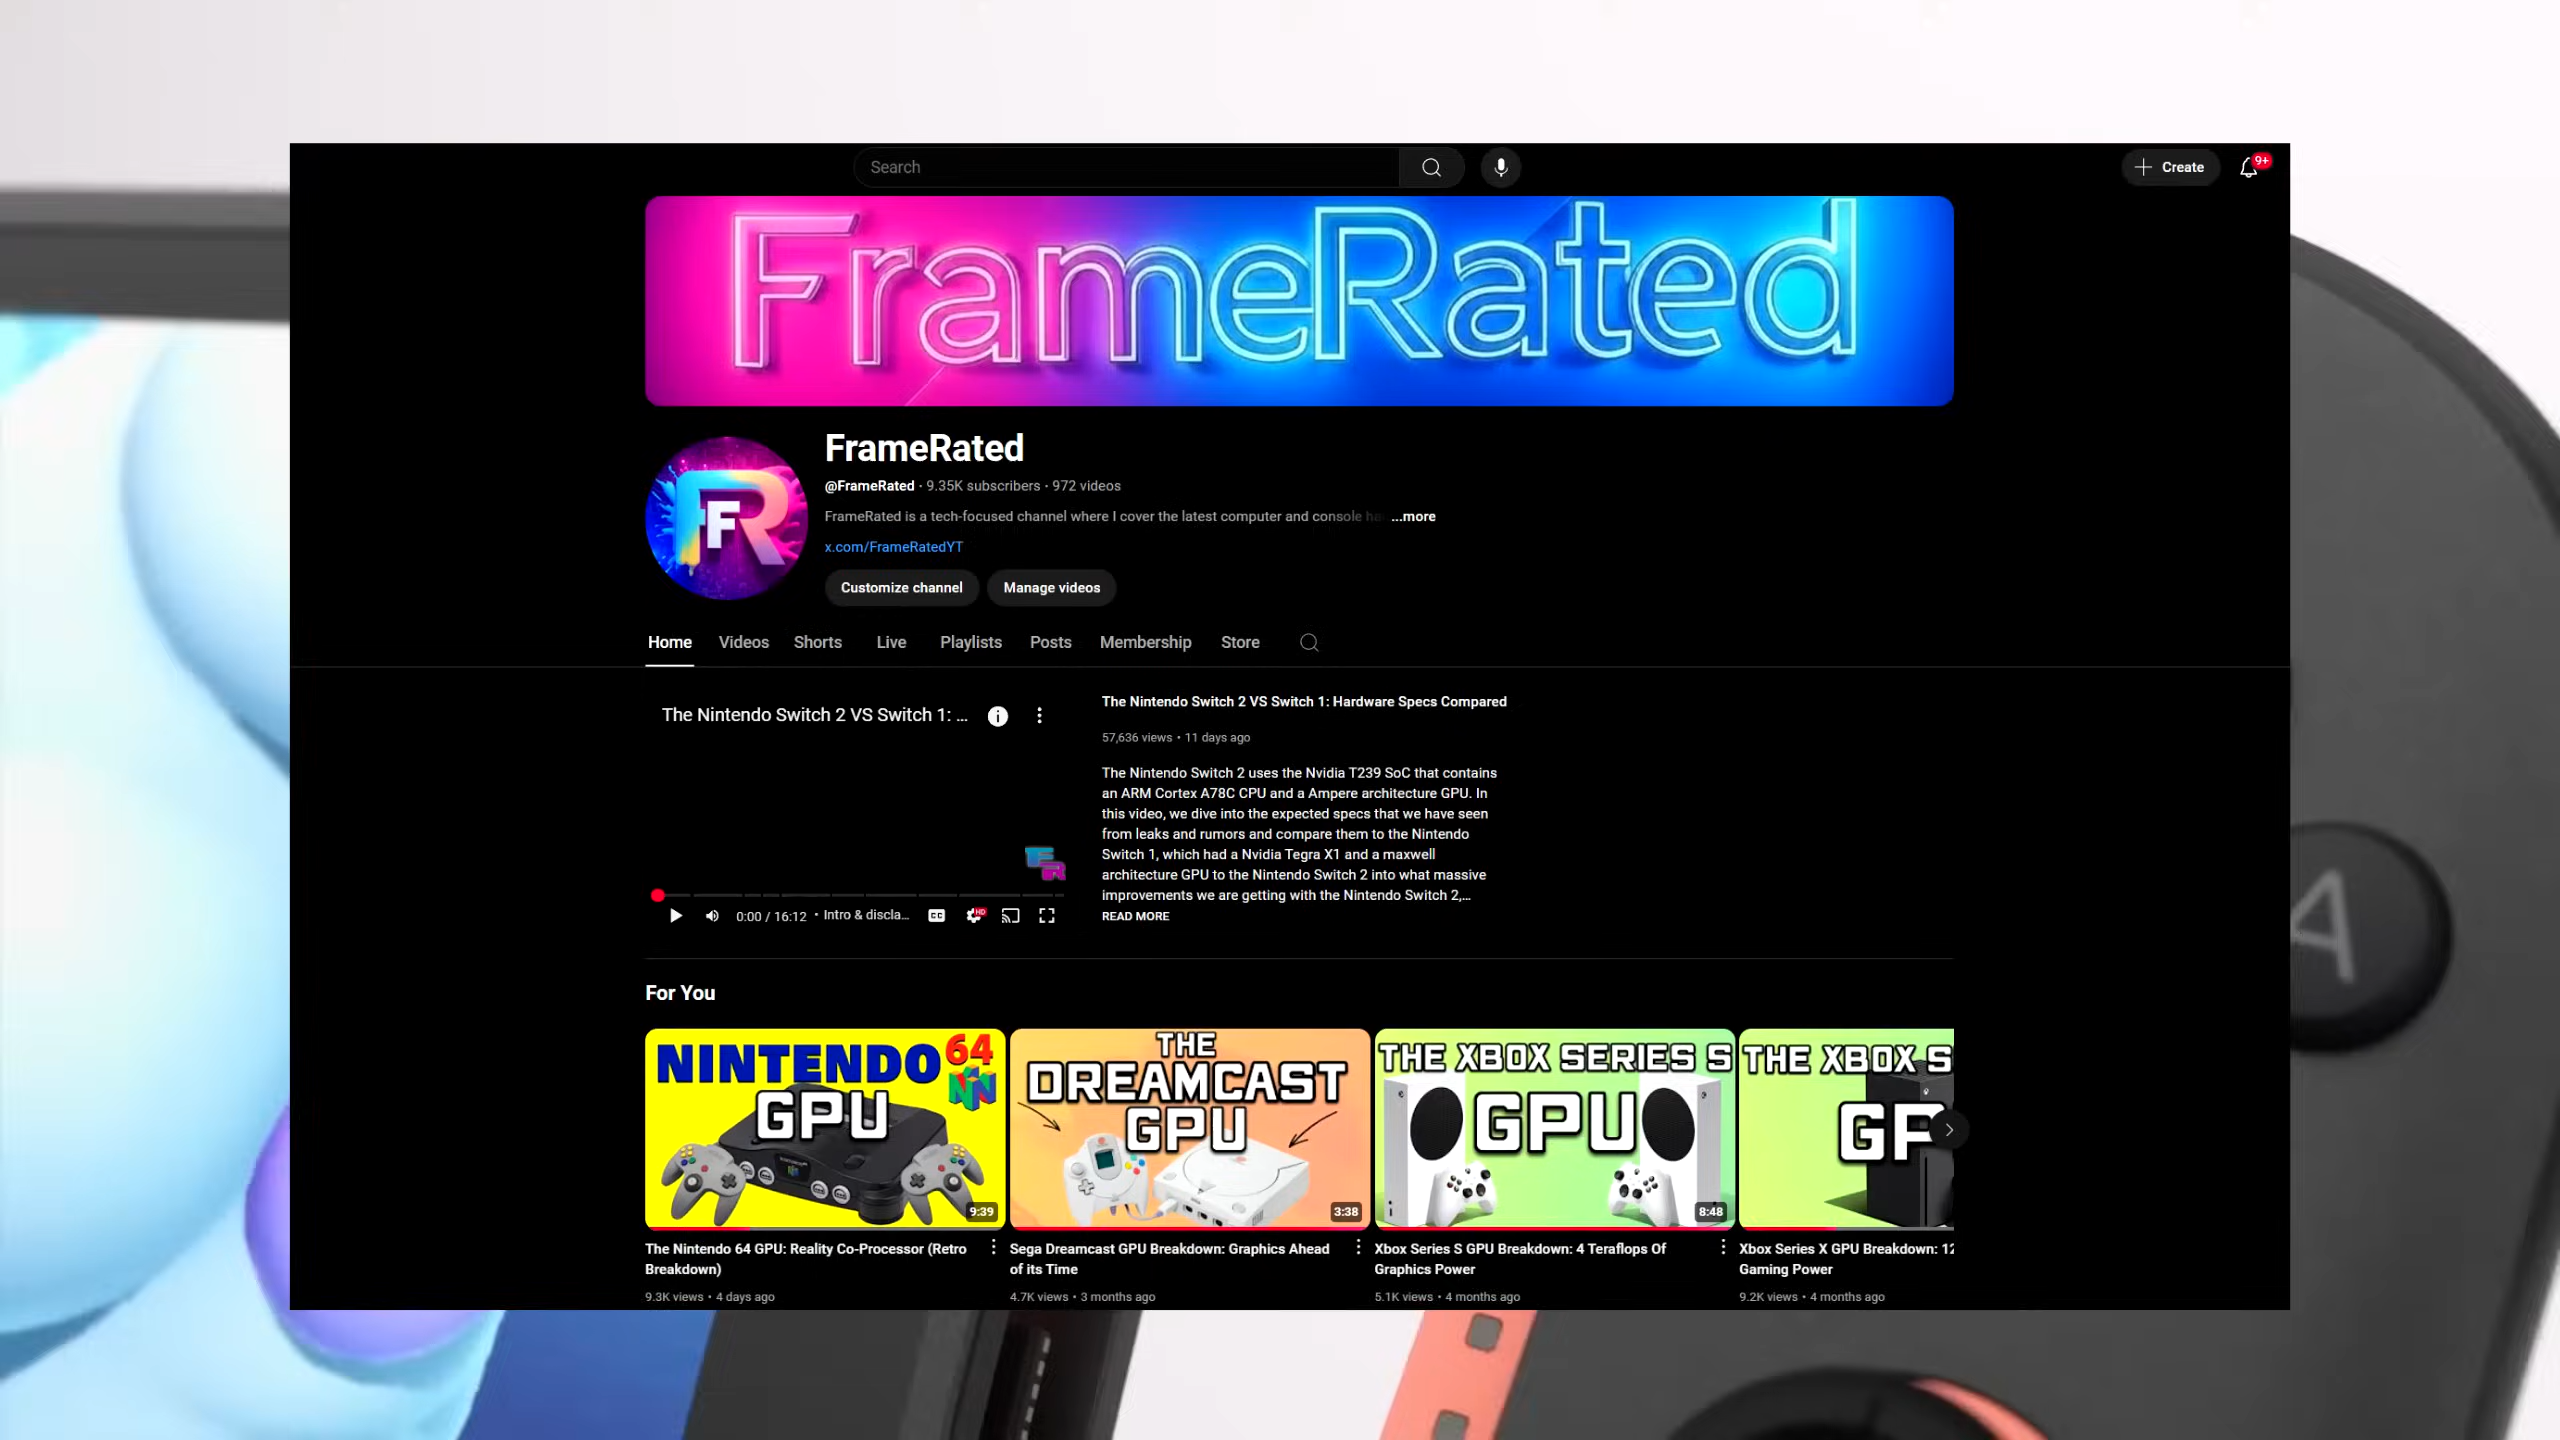 Search
Create
9+
FrameRated
FR
FrameRated
@FrameRated · 9.35K subscribers · 972 videos
FrameRated is a tech-focused channel where I cover the latest computer and console ...more
x.com/FrameRatedYT
Customize channel
Manage videos
Home Videos Shorts Live Playlists Posts Membership Store
The Nintendo Switch 2 VS Switch 1: ...
The Nintendo Switch 2 VS Switch 1: Hardware Specs Compared
57,636 views • 11 days ago
The Nintendo Switch 2 uses the Nvidia T239 SoC that contains
an ARM Cortex A78C CPU and a Ampere architecture GPU. In
this video, we dive into the expected specs that we have seen
from leaks and rumors and compare them to the Nintendo
Switch 1, which had a Nvidia Tegra X1 and a maxwell
architecture GPU to the Nintendo Switch 2 into what massive
improvements we are getting with the Nintendo Switch 2,...
READ MORE
FR
0:00 / 16:12 • Intro & discla...
CC
HD
A
For You
NINTENDO 64
GPU
9:39
THE
DREAMCAST
GPU
3:38
THE XBOX SERIES S
GPU
8:48
THE XBOX S
GP
The Nintendo 64 GPU: Reality Co-Processor (Retro
Breakdown)
9.3K views • 4 days ago
Sega Dreamcast GPU Breakdown: Graphics Ahead
of its Time
4.7K views • 3 months ago
Xbox Series S GPU Breakdown: 4 Teraflops Of
Graphics Power
5.1K views • 4 months ago
Xbox Series X GPU Breakdown: 12
Gaming Power
9.2K views • 4 months ago